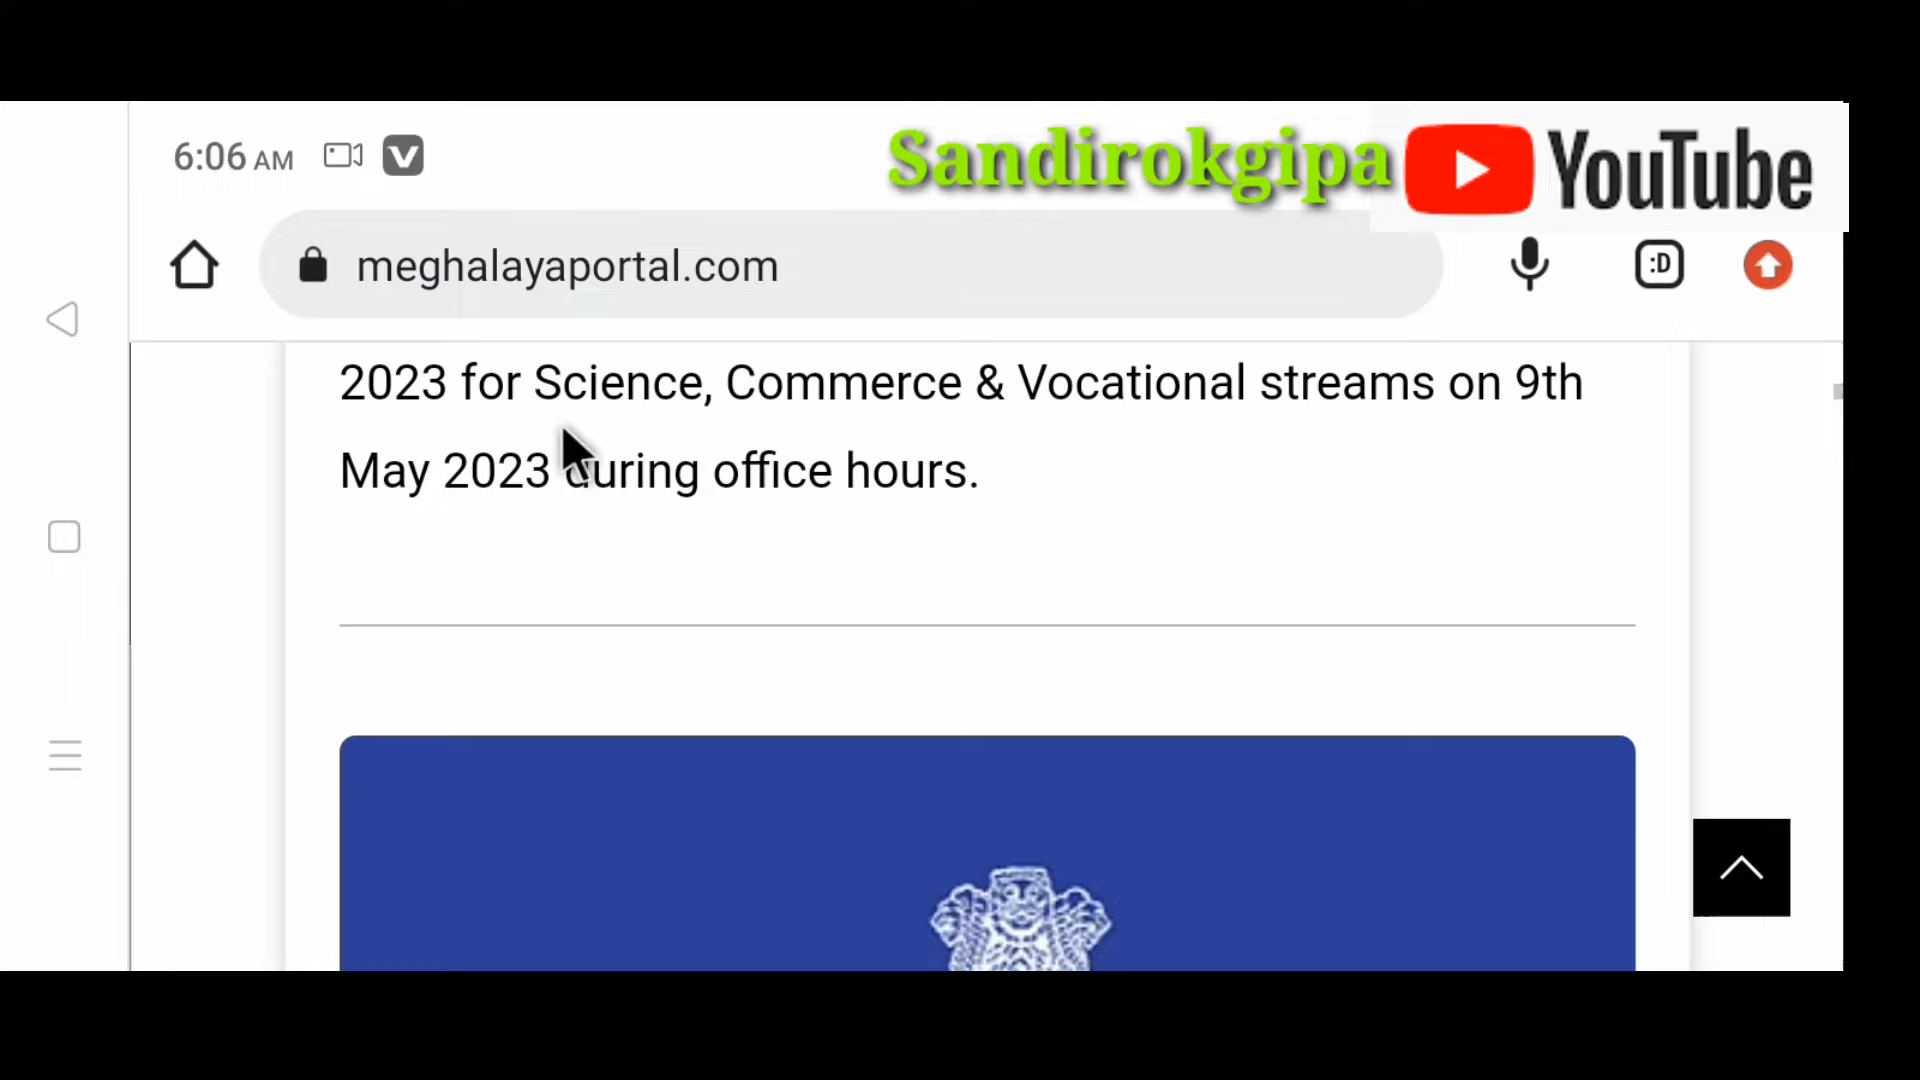 6:06 AM
Sandirokgipa YouTube
meghalayaportal.com
:D
2023 for Science, Commerce & Vocational streams on 9th
May 2023 during office hours.